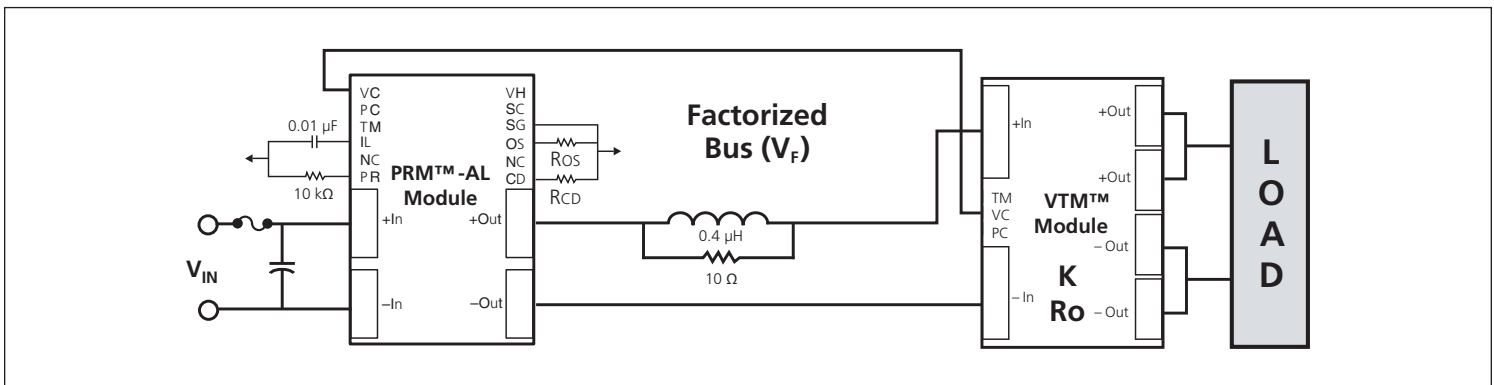 VC
PC
TM
IL
NC
PR
VH
SC
SG
OS
NC
CD
0.01 µF
10 kΩ
PRM™-AL
Module
+In
–In
+Out
–Out
ROS
RCD
VIN
Factorized
Bus (VF)
0.4 µH
10 Ω
+In
TM
VC
PC
– In
VTM™
Module
K
Ro
+Out
+Out
– Out
– Out
L
O
A
D